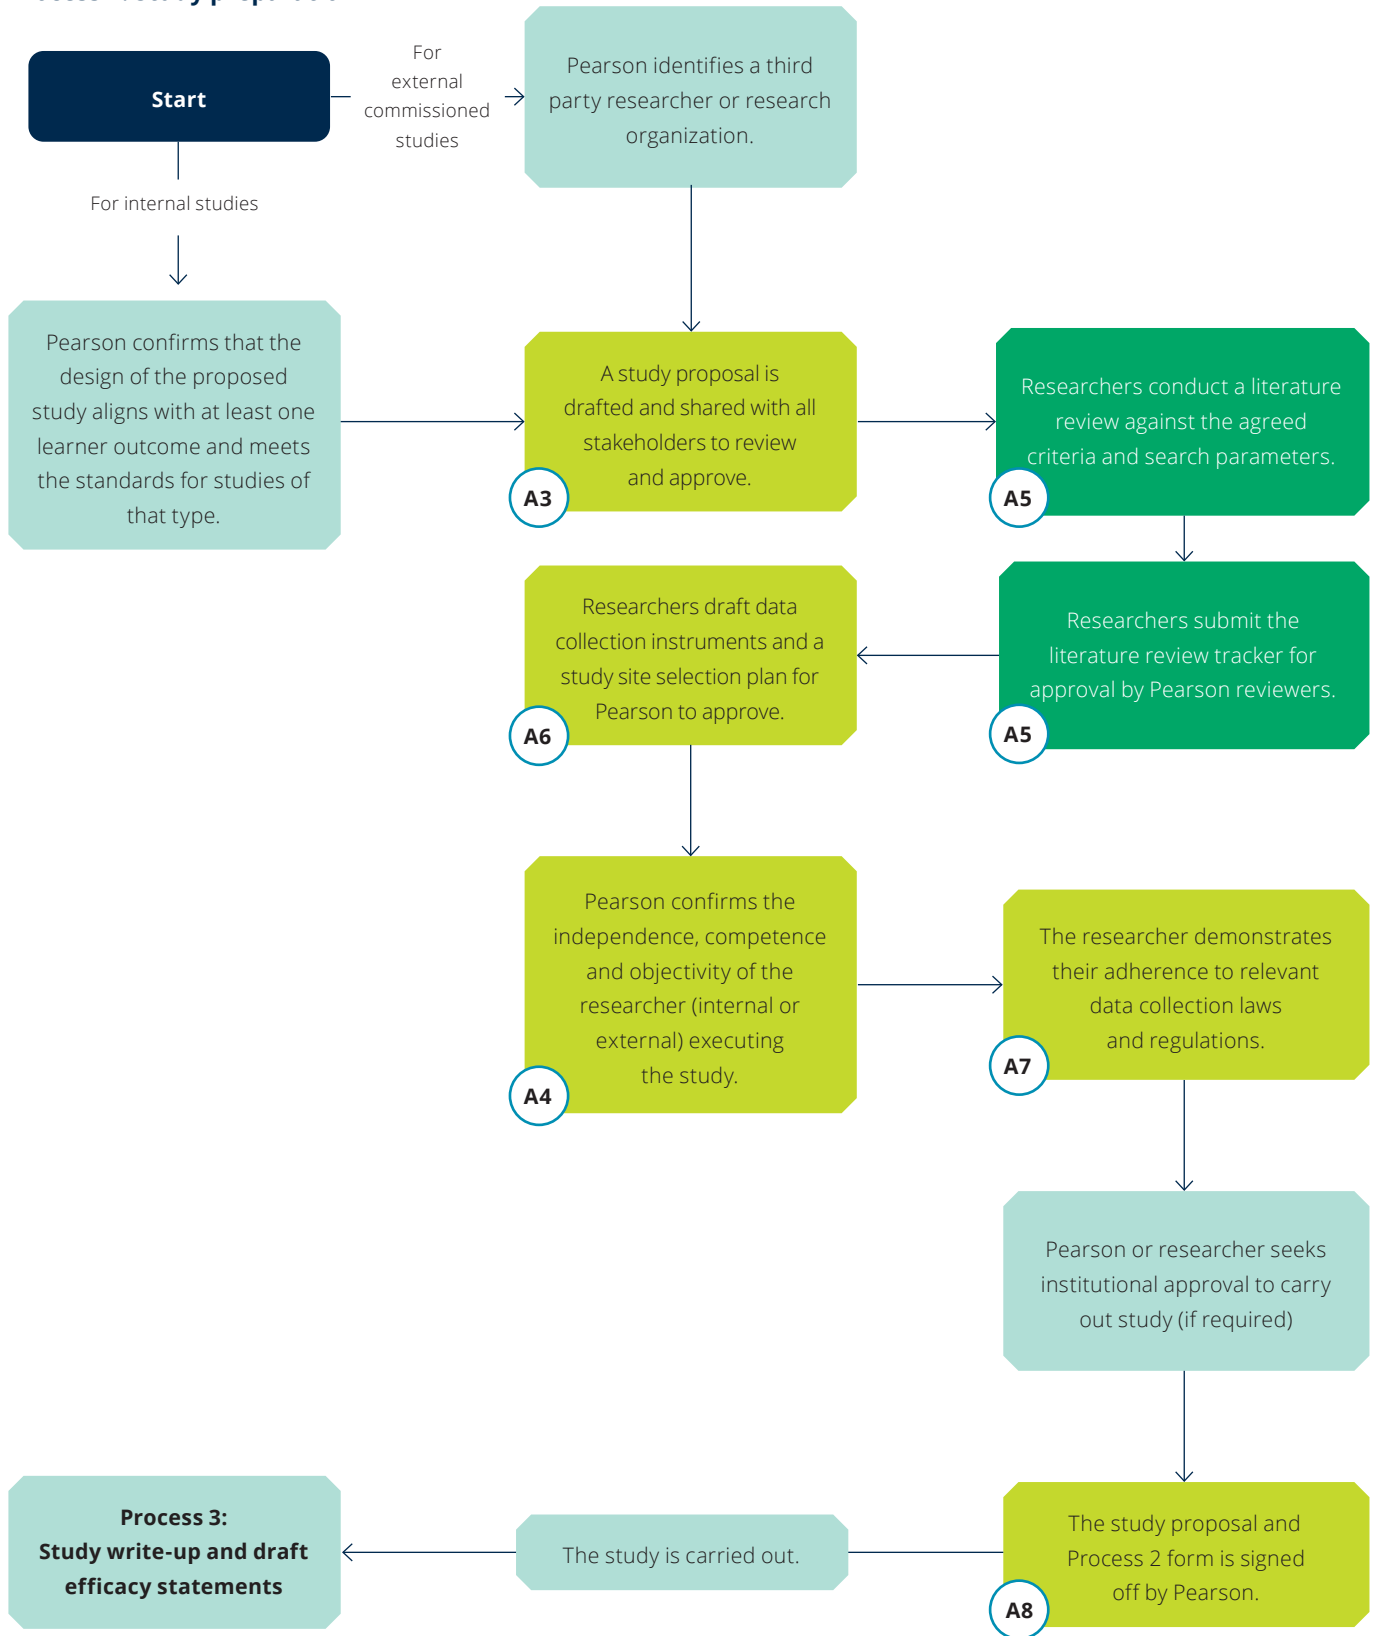 Start
For
external
commissioned
studies
Pearson identifies a third
party researcher or research
organization.
For internal studies
Pearson confirms that the
design of the proposed
study aligns with at least one
learner outcome and meets
the standards for studies of
that type.
A study proposal is
drafted and shared with all
stakeholders to review
and approve.
A3
Researchers conduct a literature
review against the agreed
criteria and search parameters.
A5
Researchers submit the
literature review tracker for
approval by Pearson reviewers.
A5
Researchers draft data
collection instruments and a
study site selection plan for
Pearson to approve.
A6
Pearson confirms the
independence, competence
and objectivity of the
researcher (internal or
external) executing
the study.
A4
The researcher demonstrates
their adherence to relevant
data collection laws
and regulations.
A7
Pearson or researcher seeks
institutional approval to carry
out study (if required)
The study proposal and
Process 2 form is signed
off by Pearson.
A8
The study is carried out.
Process 3:
Study write-up and draft
efficacy statements